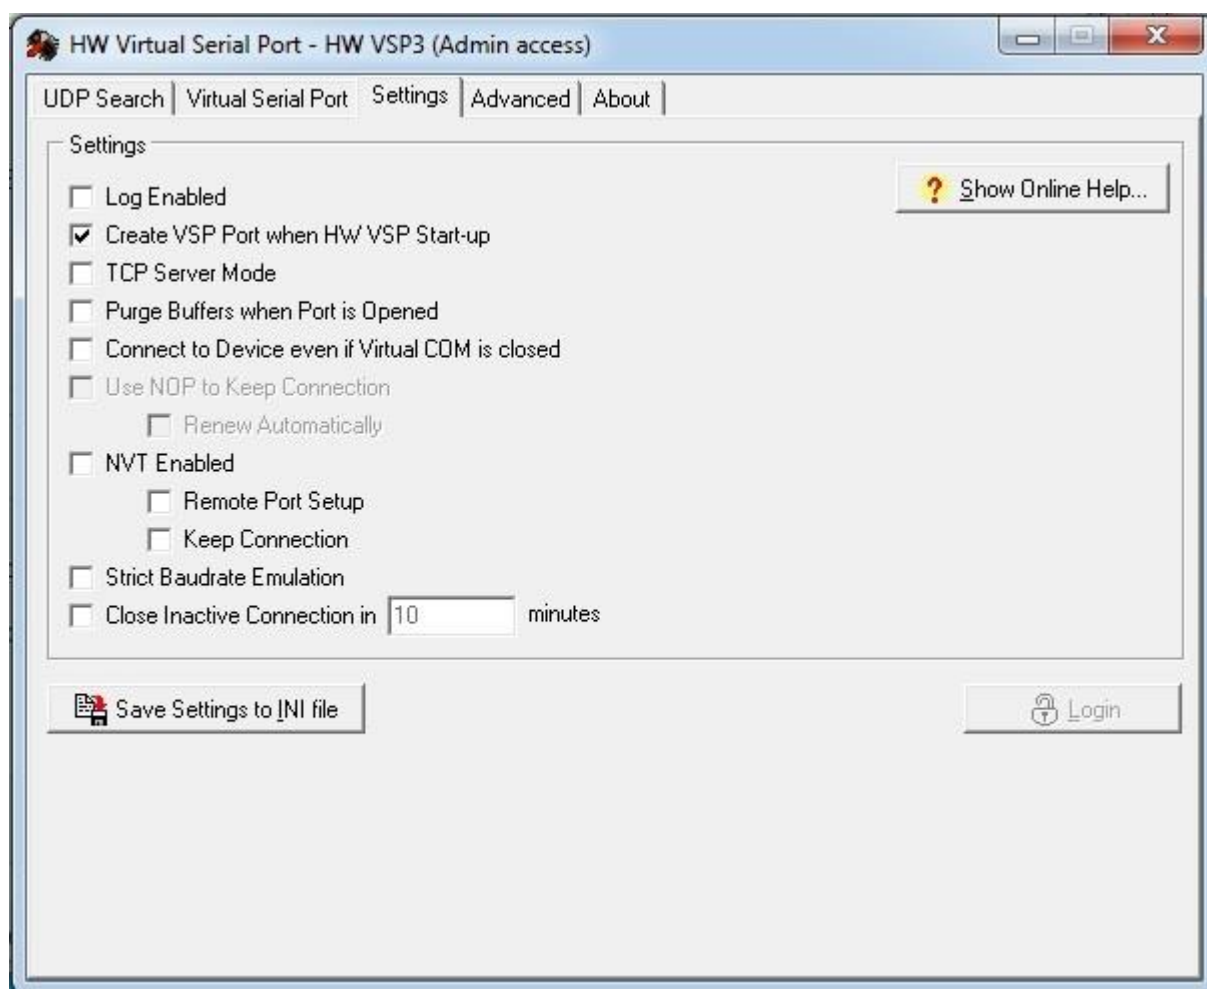 HW Virtual Serial Port - HW VSP3 (Admin access)
UDP Search Virtual Serial Port Settings Advanced About
Settings
Show Online Help...
Log Enabled
Create VSP Port when HW VSP Start-up
TCP Server Mode
Purge Buffers when Port is Opened
Connect to Device even if Virtual COM is closed
Use NOP to Keep Connection
Renew Automatically
NVT Enabled
Remote Port Setup
Keep Connection
Strict Baudrate Emulation
Close Inactive Connection in 10 minutes
Save Settings to INI file Login